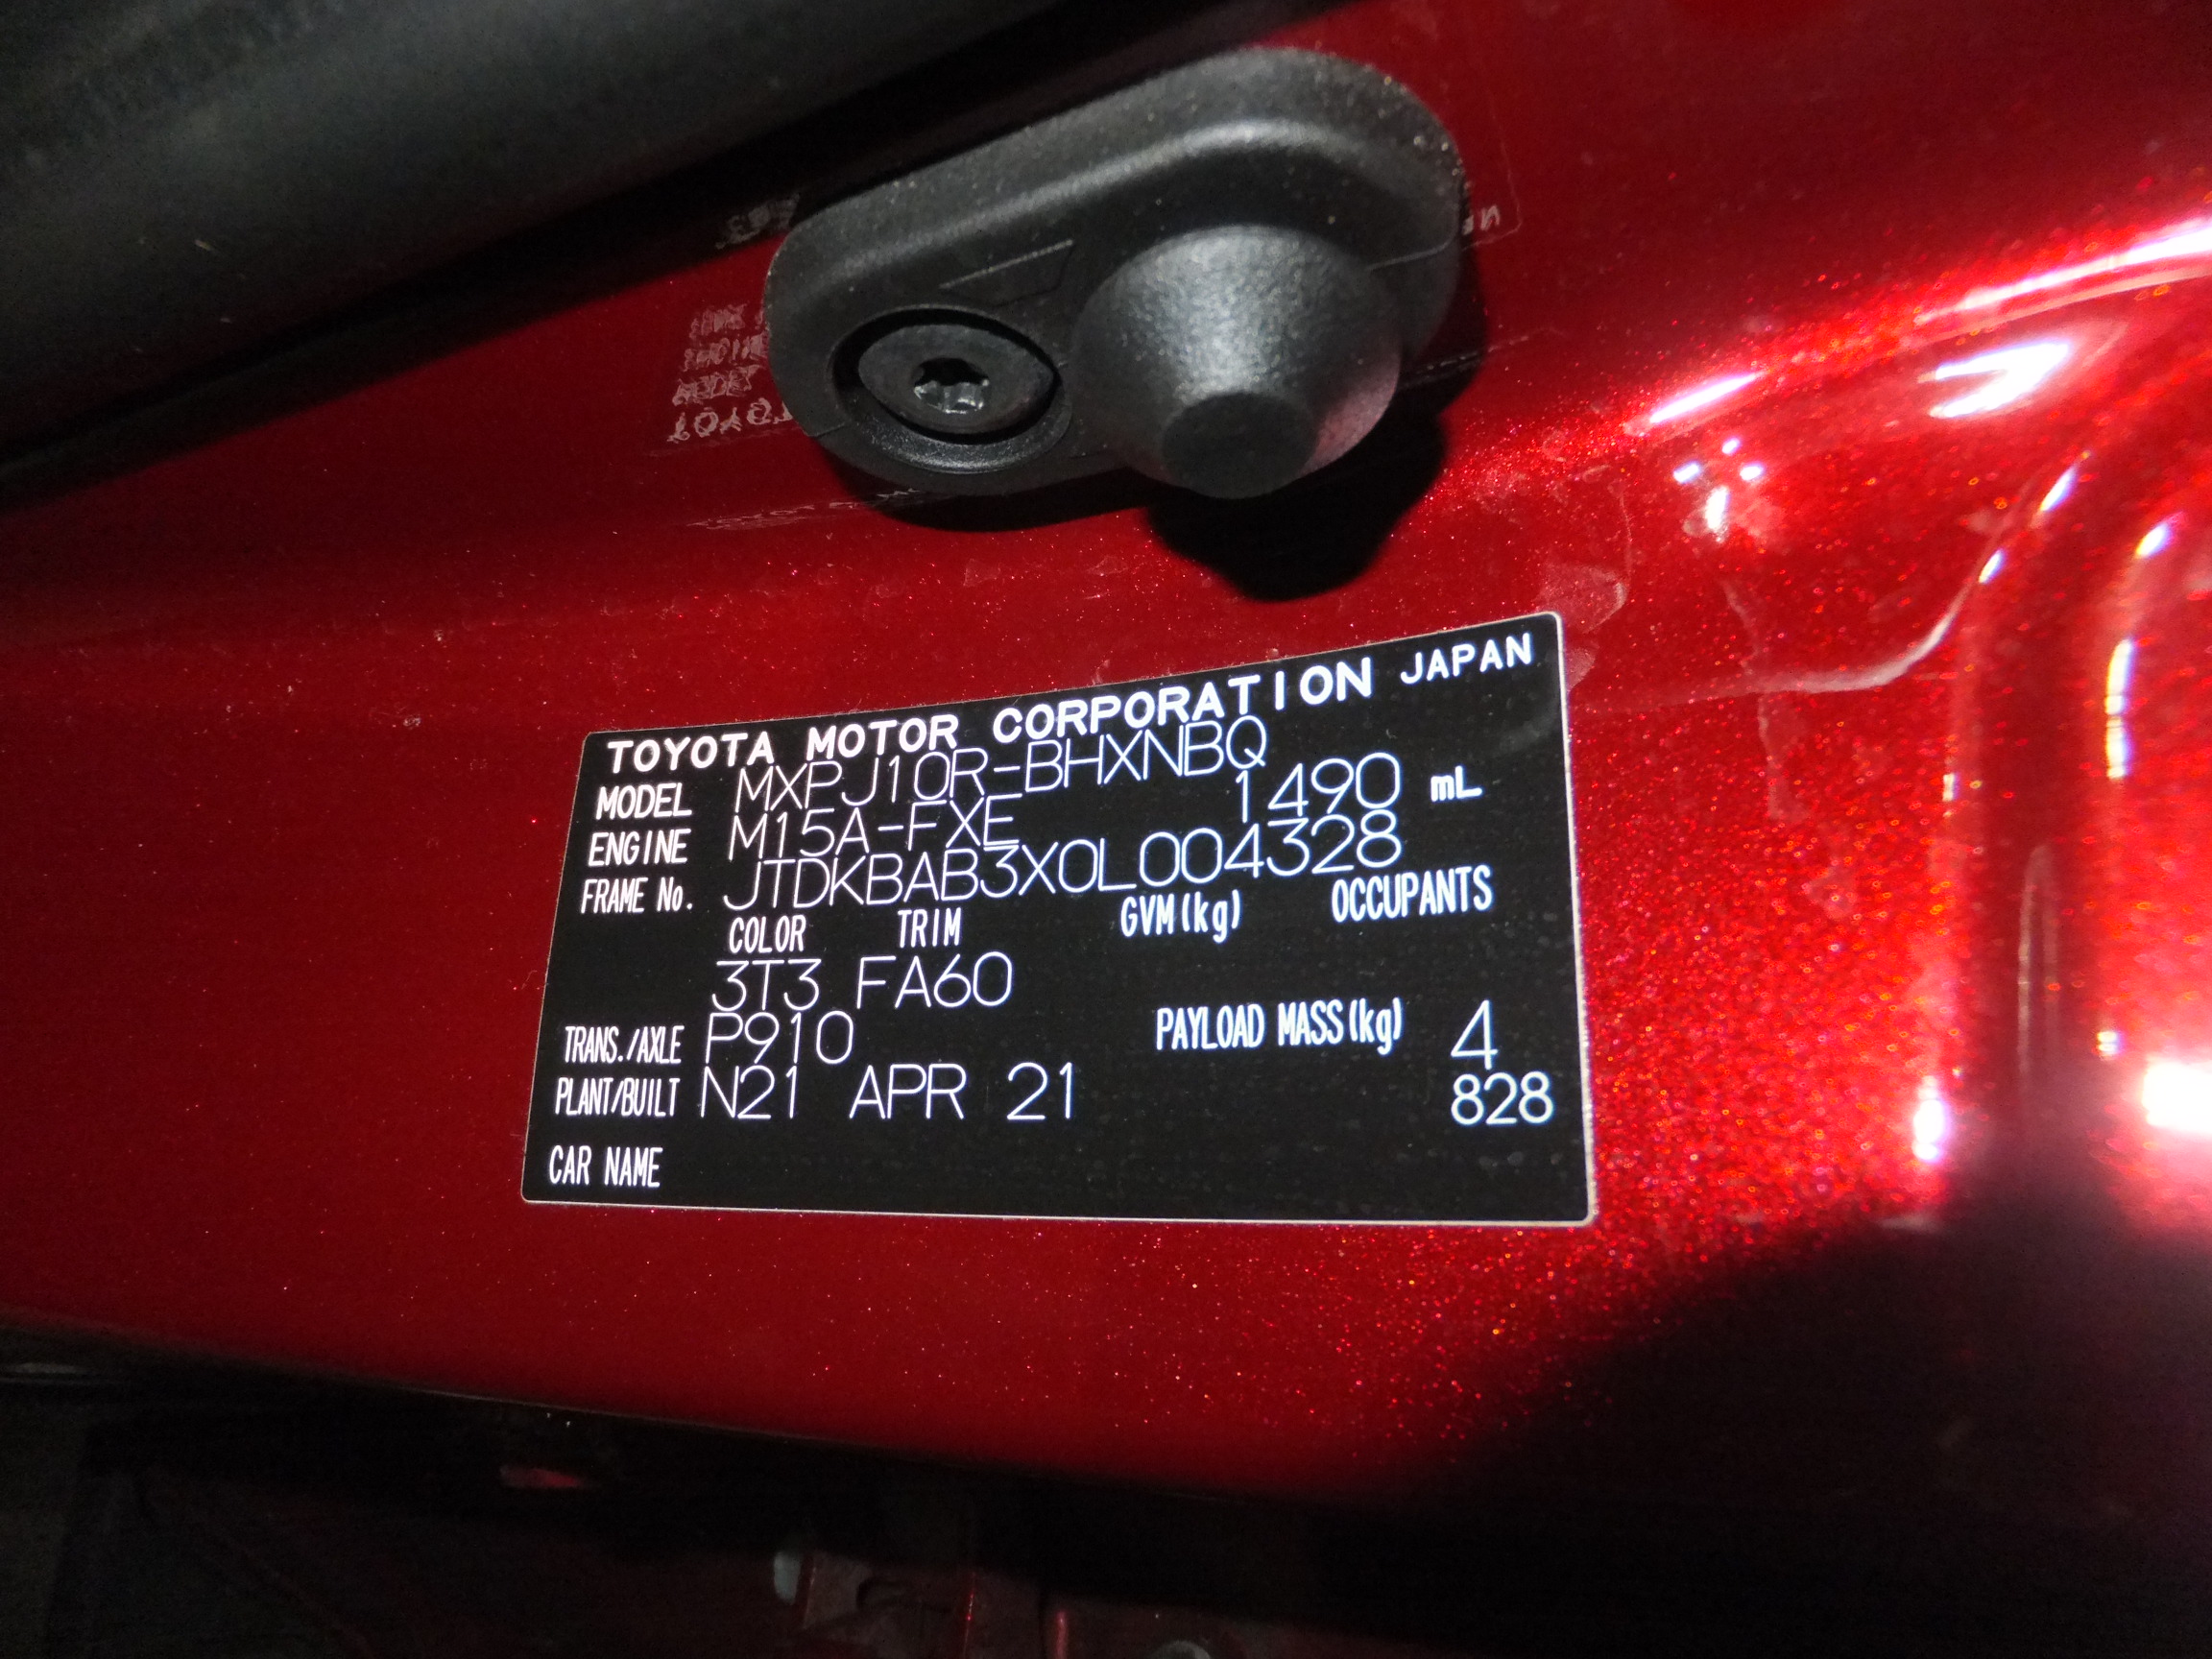 TOYOTA MOTOR CORPORATION JAPAN
MODEL MXPJ10R-BHXNBQ
ENGINE M15A-FXE 1490 mL
FRAME No. JTDKBAB3X0L004328
COLOR TRIM GVM(kg) OCCUPANTS
3T3 FA60
TRANS./AXLE P910 PAYLOAD MASS(kg) 4
PLANT/BUILT N21 APR 21 828
CAR NAME